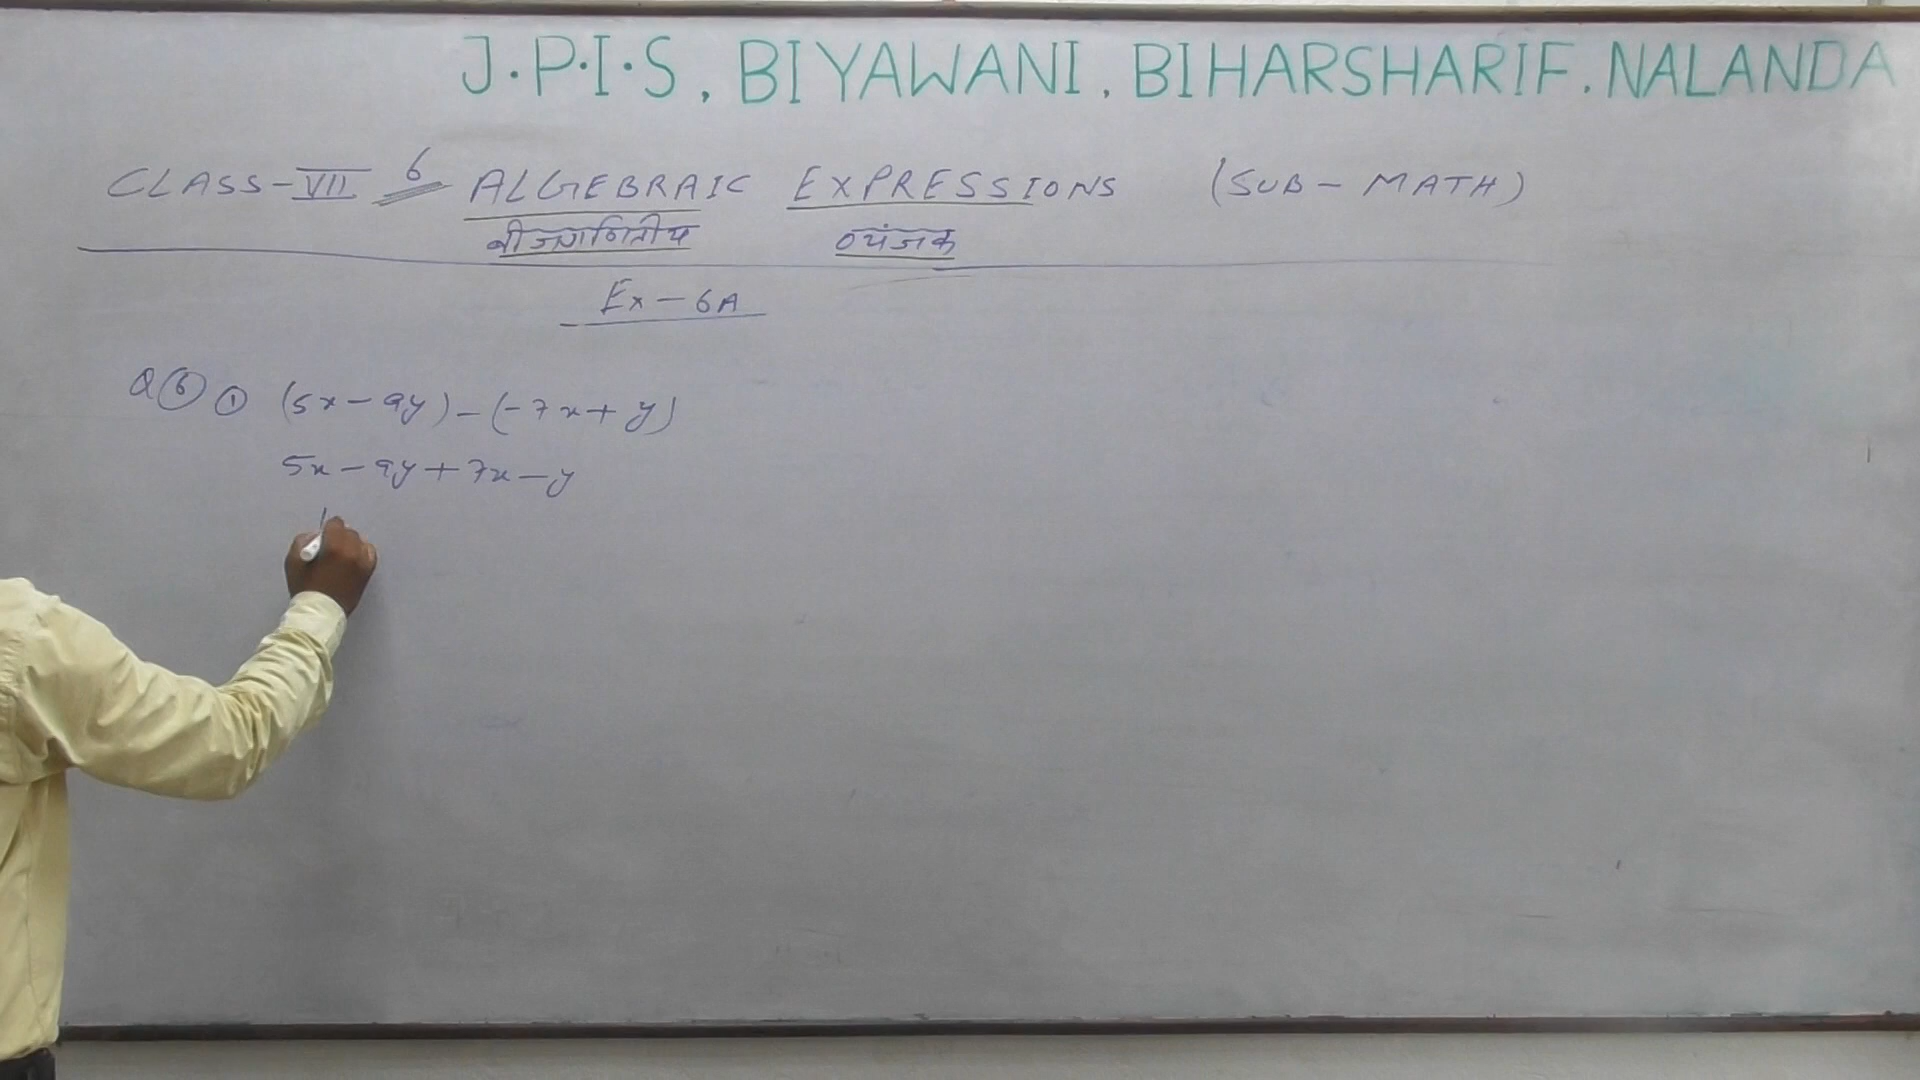 J.P.I.S, BIYAWANI, BIHARSHARIF. NALANDA
CLASS-VII 6 ALGEBRAIC EXPRESSIONS (SUB-MATH)
बीजगणितीय व्यंजक
Ex-6A
Q(6) ① (5x-9y)-(-7x+y)
5x-9y+7x-y